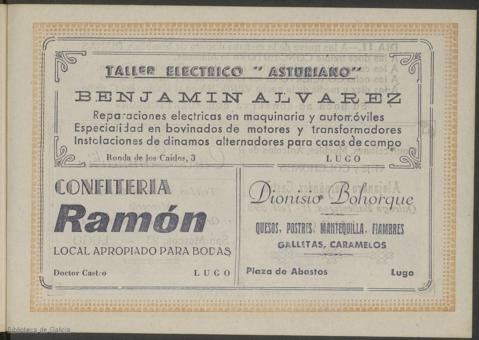 TALLER ELECTRICO "ASTURIANO"
BENJAMIN ALVAREZ
Reparaciones electricas en maquinaria y automóviles
Especialidad en bovinados de motores y transformadores
Instolaciones de dinamos alternadores para casas de campo
Ronda de los Caidos, 3 LUGO
CONFITERIA
Ramón
LOCAL APROPIADO PARA BODAS
Doctor Castro LUGO
Dionisio Bohorque
QUESOS, POSTRES, MANTEQUILLA, FIAMBRES
GALLETAS, CARAMELOS
Plaza de Abastos Lugo
Biblioteca de Galicia